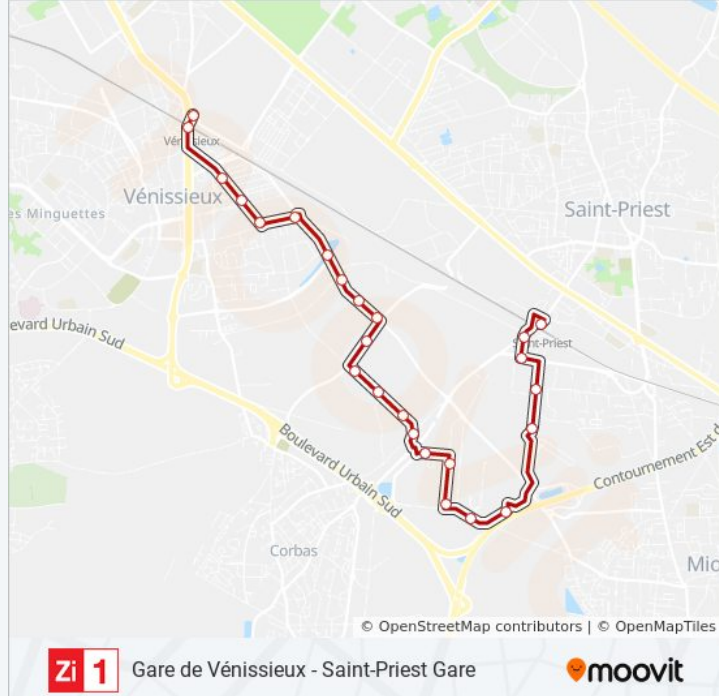 Vénissieux
Vénissieux
es Minguettes
Saint-Priest
Saint-Priest
evard Urbain Sud
Boulevard Urbain Sud
Contournement Est d
Corbas
Mio
© OpenStreetMap contributors | © OpenMapTiles
Zi 1 Gare de Vénissieux - Saint-Priest Gare
moovit